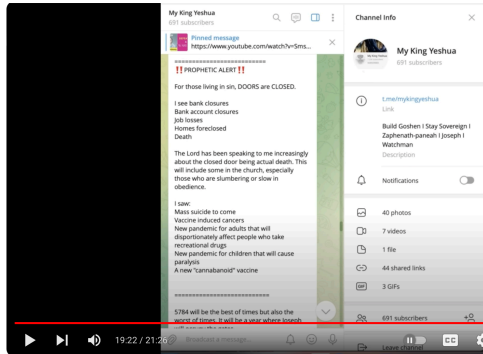 My King Yeshua
691 subscribers
Pinned message
https://www.youtube.com/watch?v=5ms...
===========================
‼️PROPHETIC ALERT‼️
For those living in sin, DOORS are CLOSED.
I see bank closures
Bank account closures
Job losses
Homes foreclosed
Death
The Lord has been speaking to me increasingly
about the closed door being actual death. This
will include some in the church, especially
those who are slumbering or slow in
obedience.
I saw:
Mass suicide to come
Vaccine induced cancers
New pandemic for adults that will
disportionately affect people who take
recreational drugs
New pandemic for children that will cause
paralysis
A new "cannabanoid" vaccine
============================
5784 will be the best of times but also the
worst of times. It will be a year where Joseph
Broadcast a message...
Channel Info
My King Yeshua
691 subscribers
t.me/mykingyeshua
Link
Build Goshen I Stay Sovereign I
Zaphenath-paneah I Joseph I
Watchman
Description
Notifications
40 photos
7 videos
1 file
44 shared links
GIF
3 GIFs
691 subscribers
Leave channel
19:22 / 21:26
CC